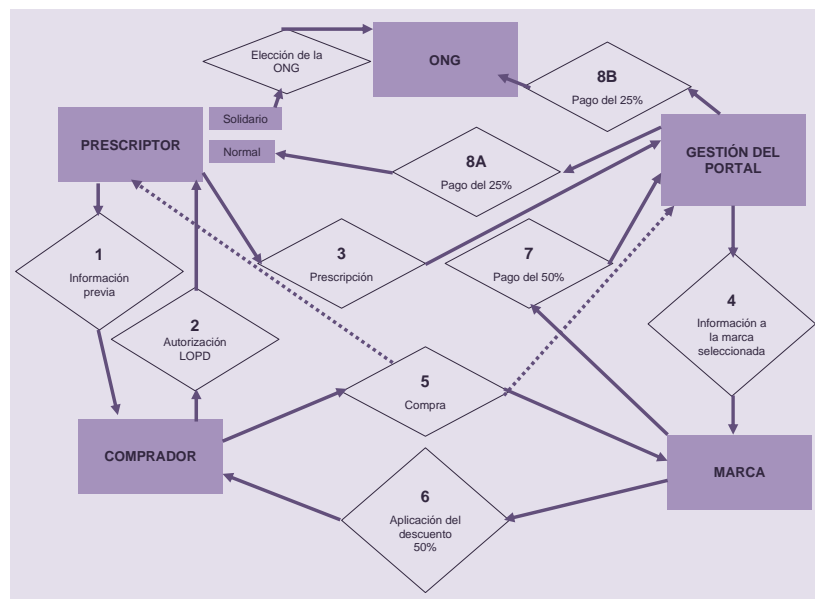 Elección de la
ONG
ONG
8B
Pago del 25%
Solidario
PRESCRIPTOR
Normal
8A
Pago del 25%
GESTIÓN DEL
PORTAL
1
Información
previa
3
Prescripción
7
Pago del 50%
2
Autorización
LOPD
4
Información a
la marca
seleccionada
5
Compra
COMPRADOR
MARCA
6
Aplicación del
descuento
50%